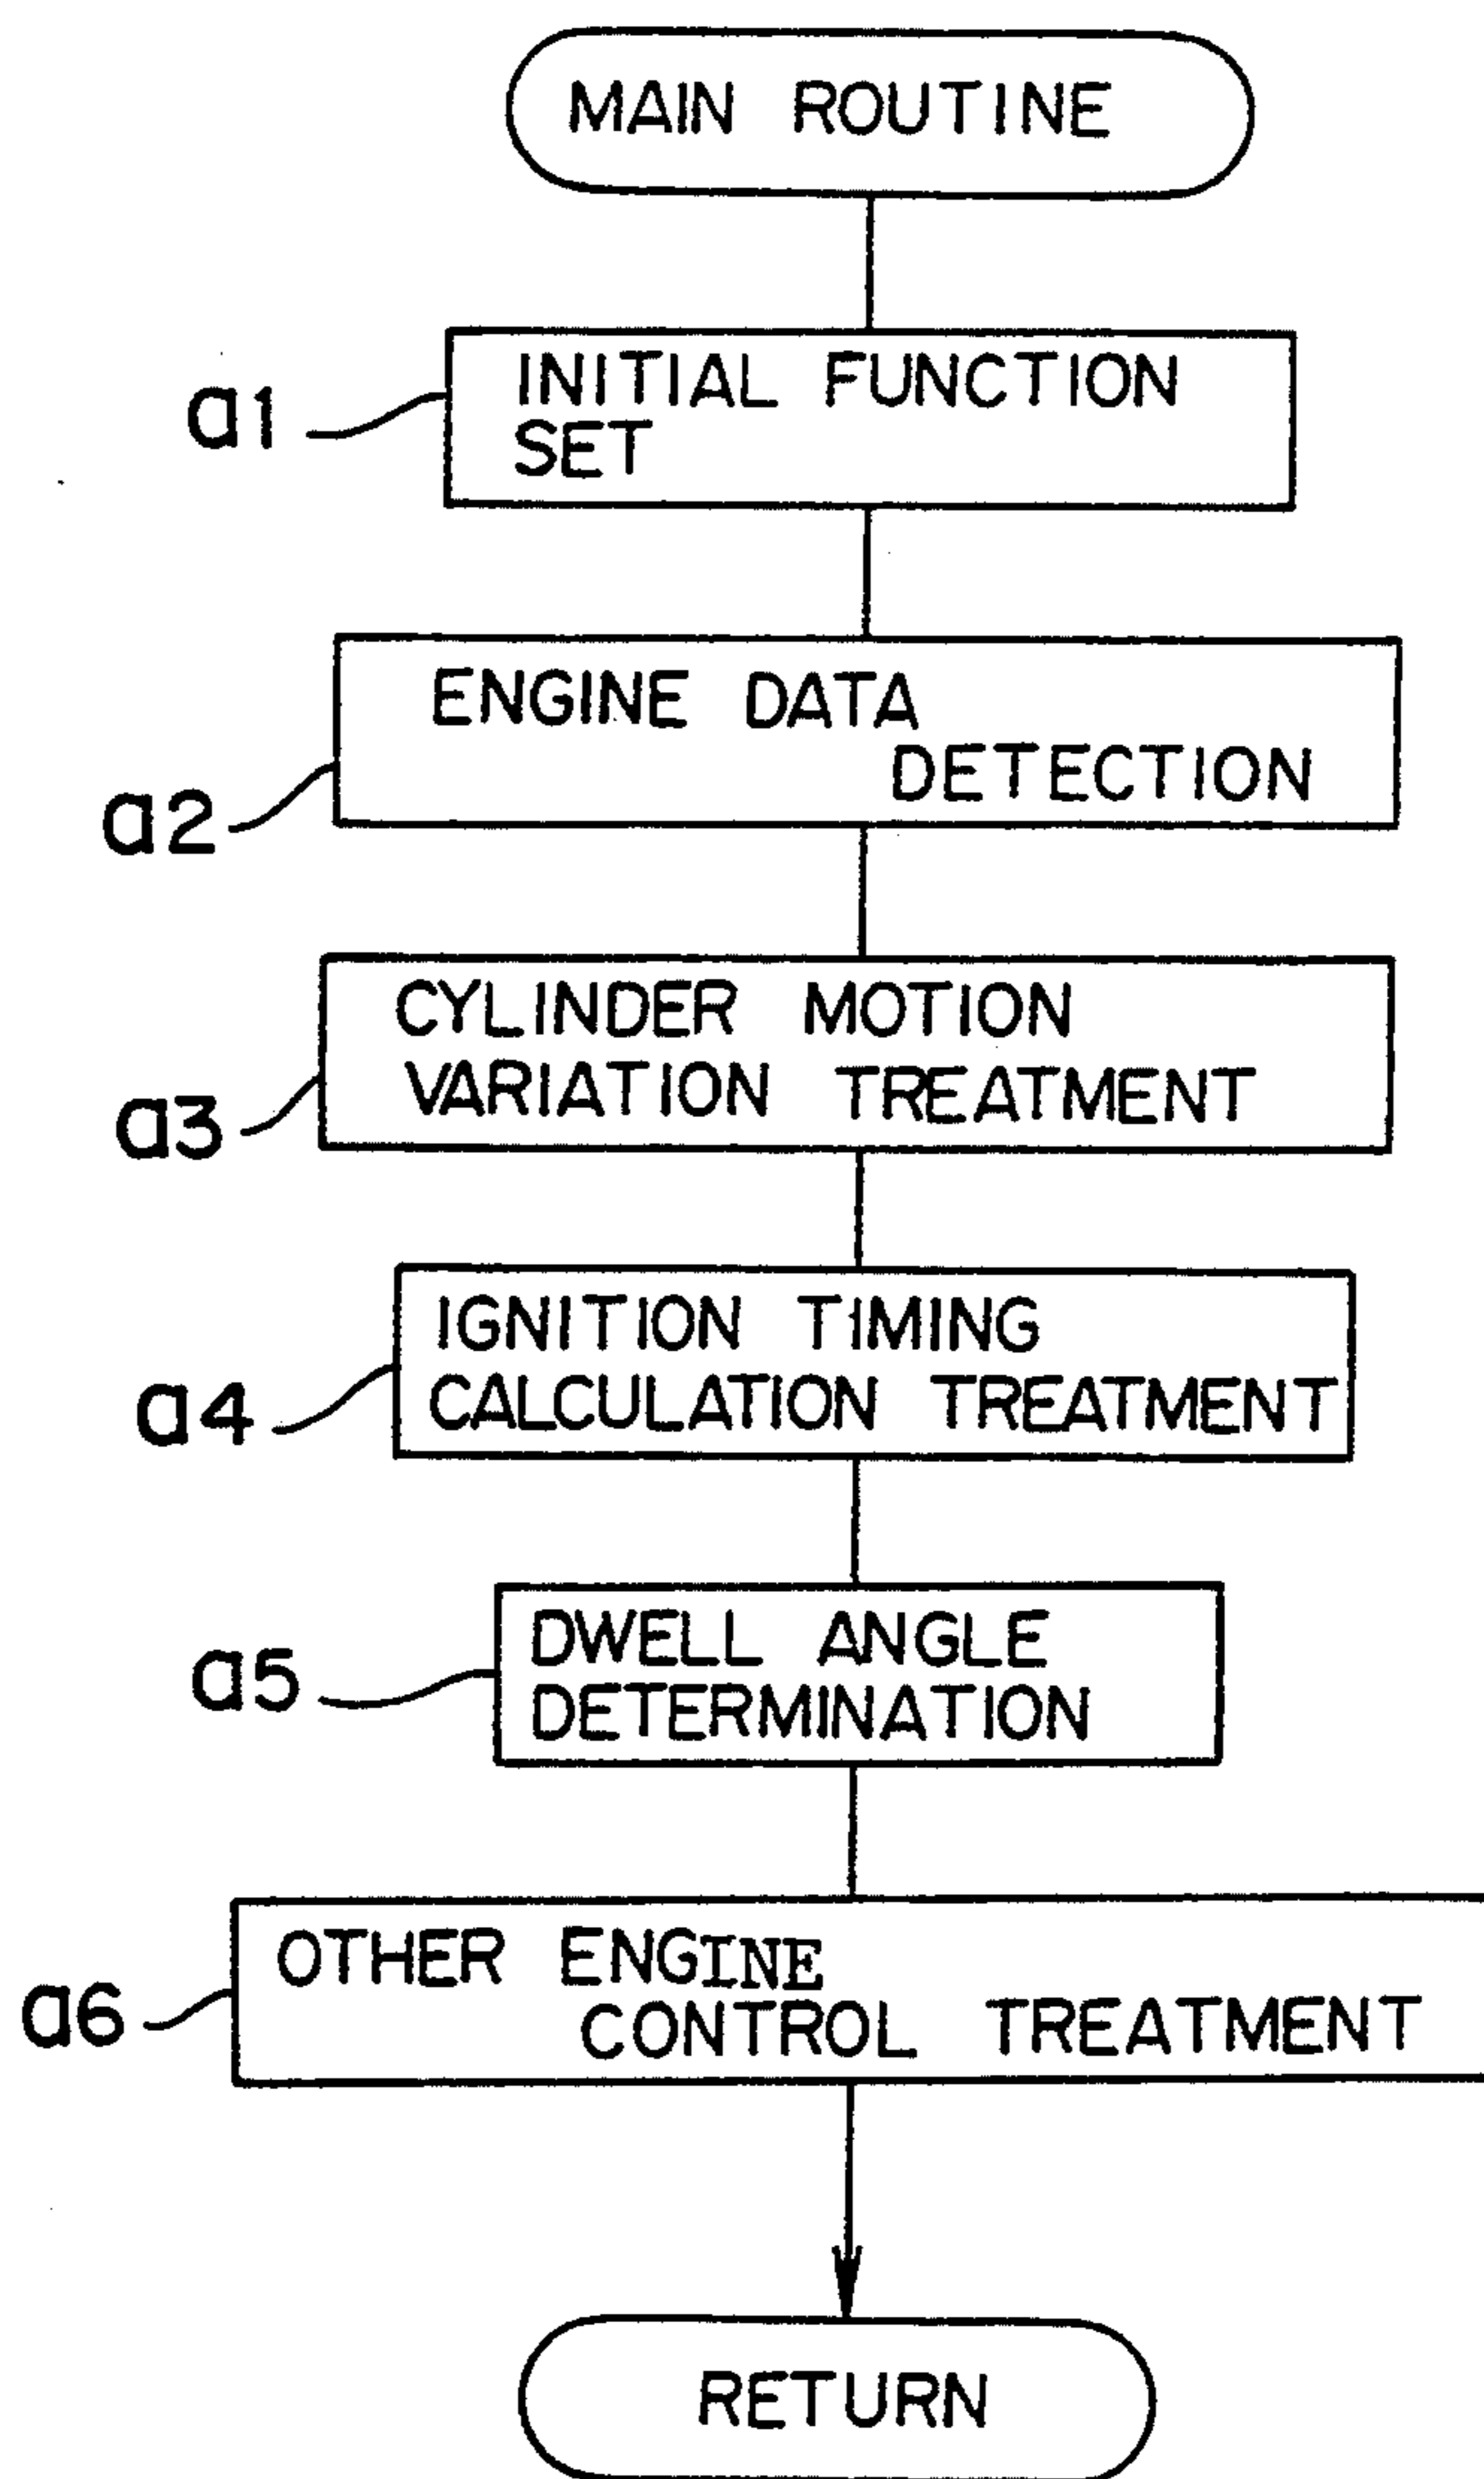 MAIN ROUTINE
a1
INITIAL FUNCTION
SET
ENGINE DATA
DETECTION
a2
CYLINDER MOTION
VARIATION TREATMENT
a3
IGNITION TIMING
CALCULATION TREATMENT
a4
DWELL ANGLE
DETERMINATION
a5
OTHER ENGINE
CONTROL TREATMENT
a6
RETURN